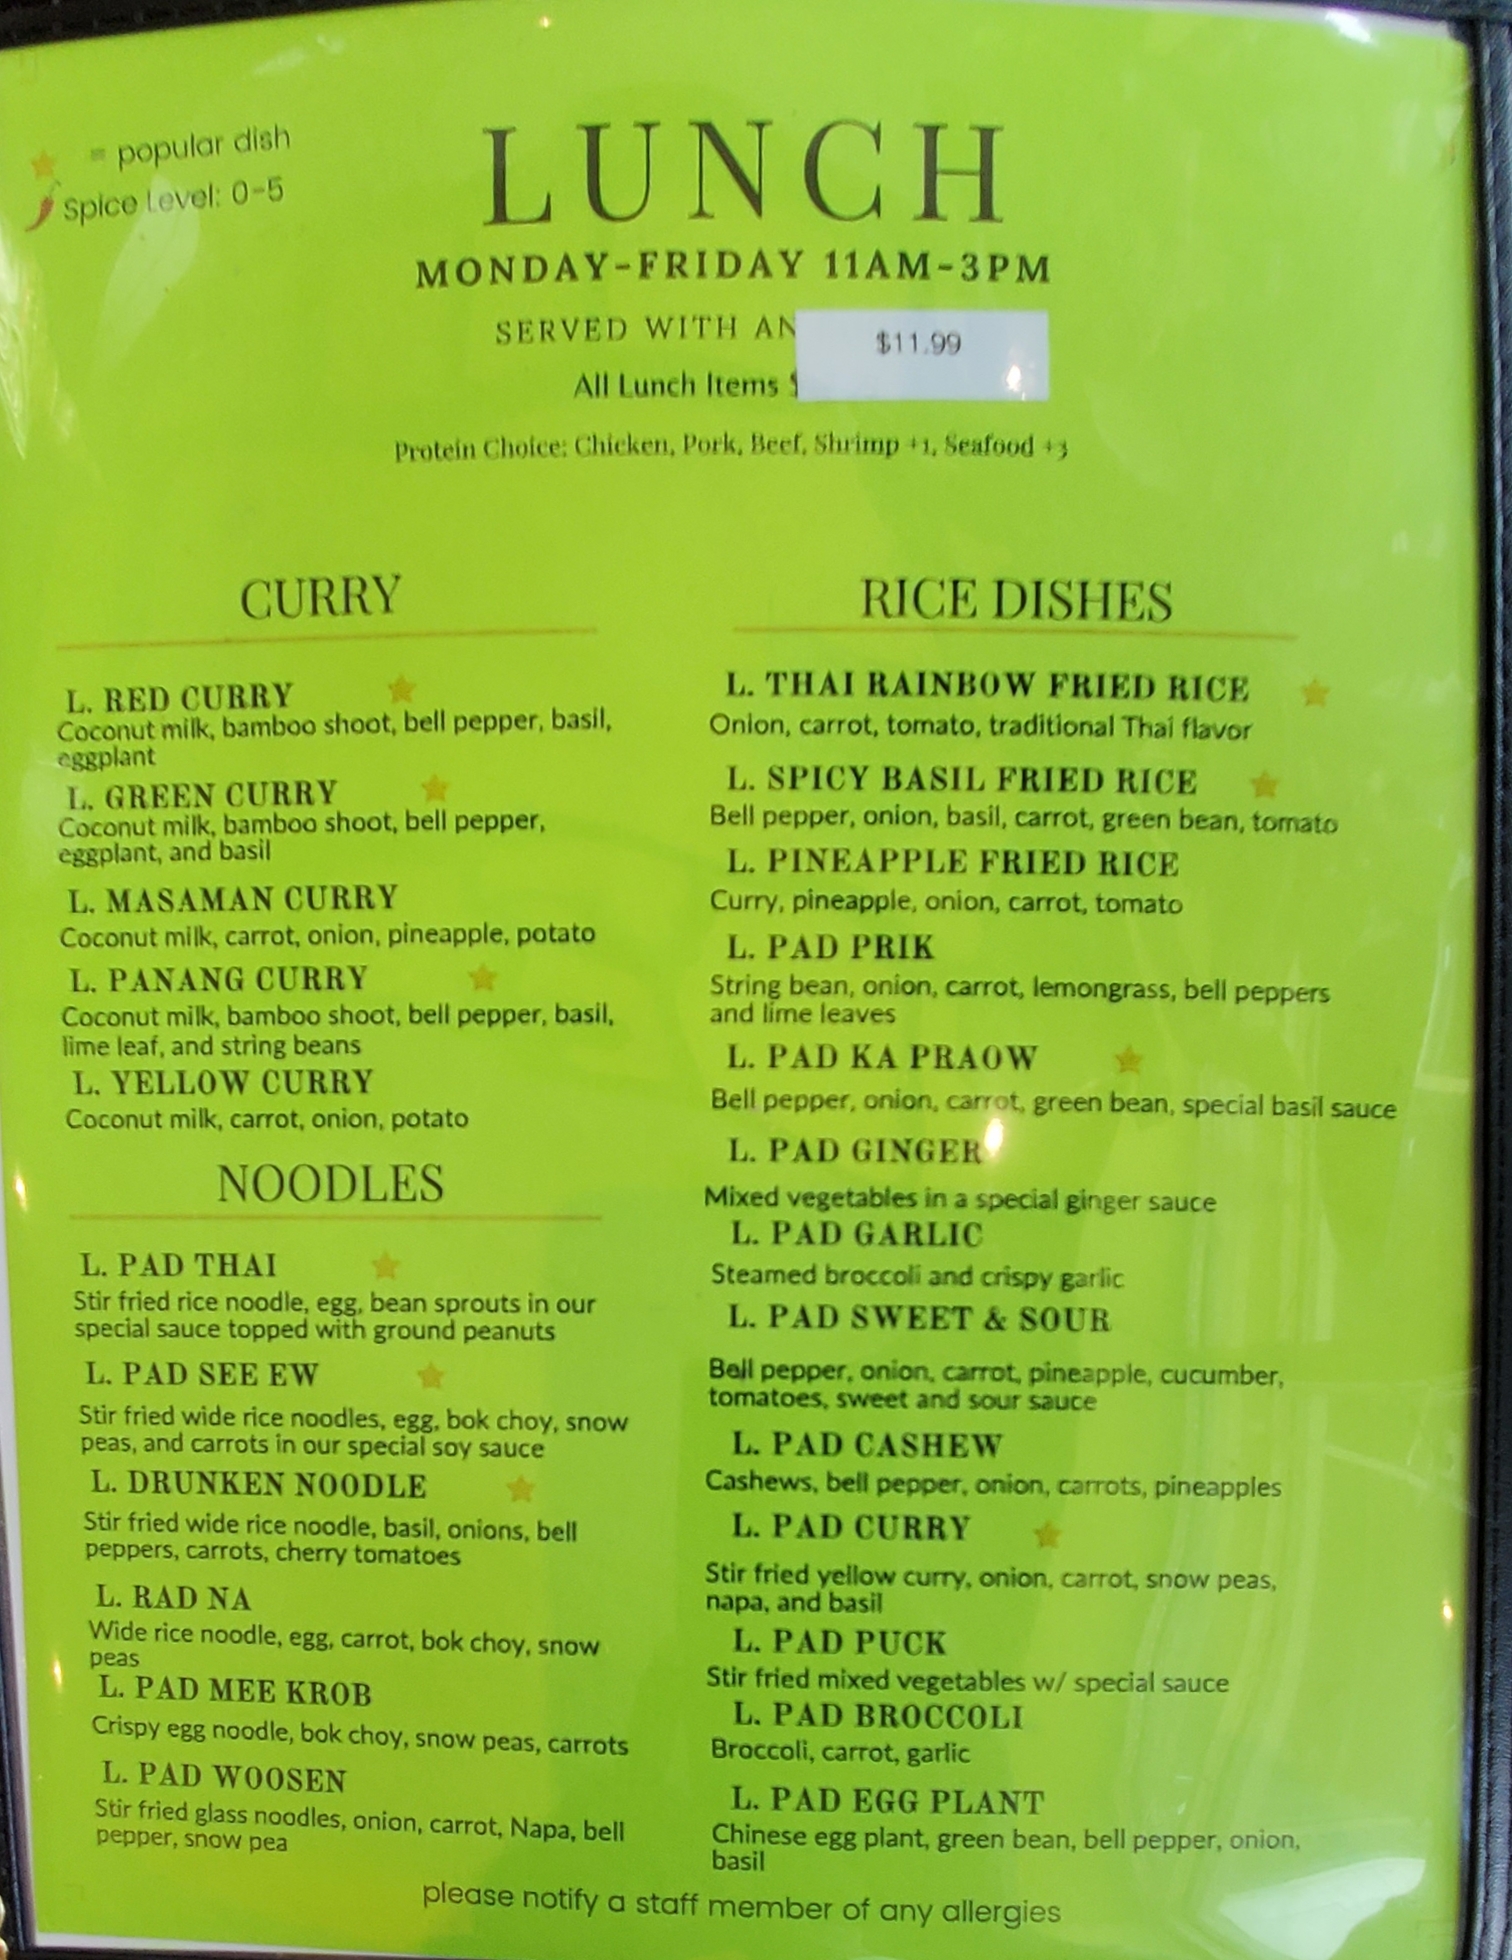 = popular dish
Spice Level: 0-5
LUNCH
MONDAY-FRIDAY 11AM-3PM
SERVED WITH AN
$11.99
All Lunch Items
Protein Choice: Chicken, Pork, Beef, Shrimp +1, Seafood +3
CURRY
L. RED CURRY
Coconut milk, bamboo shoot, bell pepper, basil,
eggplant
L. GREEN CURRY
Coconut milk, bamboo shoot, bell pepper,
eggplant, and basil
L. MASAMAN CURRY
Coconut milk, carrot, onion, pineapple, potato
L. PANANG CURRY
Coconut milk, bamboo shoot, bell pepper, basil,
lime leaf, and string beans
L. YELLOW CURRY
Coconut milk, carrot, onion, potato
NOODLES
L. PAD THAI
Stir fried rice noodle, egg, bean sprouts in our
special sauce topped with ground peanuts
L. PAD SEE EW
Stir fried wide rice noodles, egg, bok choy, snow
peas, and carrots in our special soy sauce
L. DRUNKEN NOODLE
Stir fried wide rice noodle, basil, onions, bell
peppers, carrots, cherry tomatoes
L. RAD NA
Wide rice noodle, egg, carrot, bok choy, snow
peas
L. PAD MEE KROB
Crispy egg noodle, bok choy, snow peas, carrots
L. PAD WOOSEN
Stir fried glass noodles, onion, carrot, Napa, bell
pepper, snow pea
RICE DISHES
L. THAI RAINBOW FRIED RICE
Onion, carrot, tomato, traditional Thai flavor
L. SPICY BASIL FRIED RICE
Bell pepper, onion, basil, carrot, green bean, tomato
L. PINEAPPLE FRIED RICE
Curry, pineapple, onion, carrot, tomato
L. PAD PRIK
String bean, onion, carrot, lemongrass, bell peppers
and lime leaves
L. PAD KA PRAOW
Bell pepper, onion, carrot, green bean, special basil sauce
L. PAD GINGER
Mixed vegetables in a special ginger sauce
L. PAD GARLIC
Steamed broccoli and crispy garlic
L. PAD SWEET & SOUR
Bell pepper, onion, carrot, pineapple, cucumber,
tomatoes, sweet and sour sauce
L. PAD CASHEW
Cashews, bell pepper, onion, carrots, pineapples
L. PAD CURRY
Stir fried yellow curry, onion, carrot, snow peas,
napa, and basil
L. PAD PUCK
Stir fried mixed vegetables w/ special sauce
L. PAD BROCCOLI
Broccoli, carrot, garlic
L. PAD EGG PLANT
Chinese egg plant, green bean, bell pepper, onion,
basil
please notify a staff member of any allergies